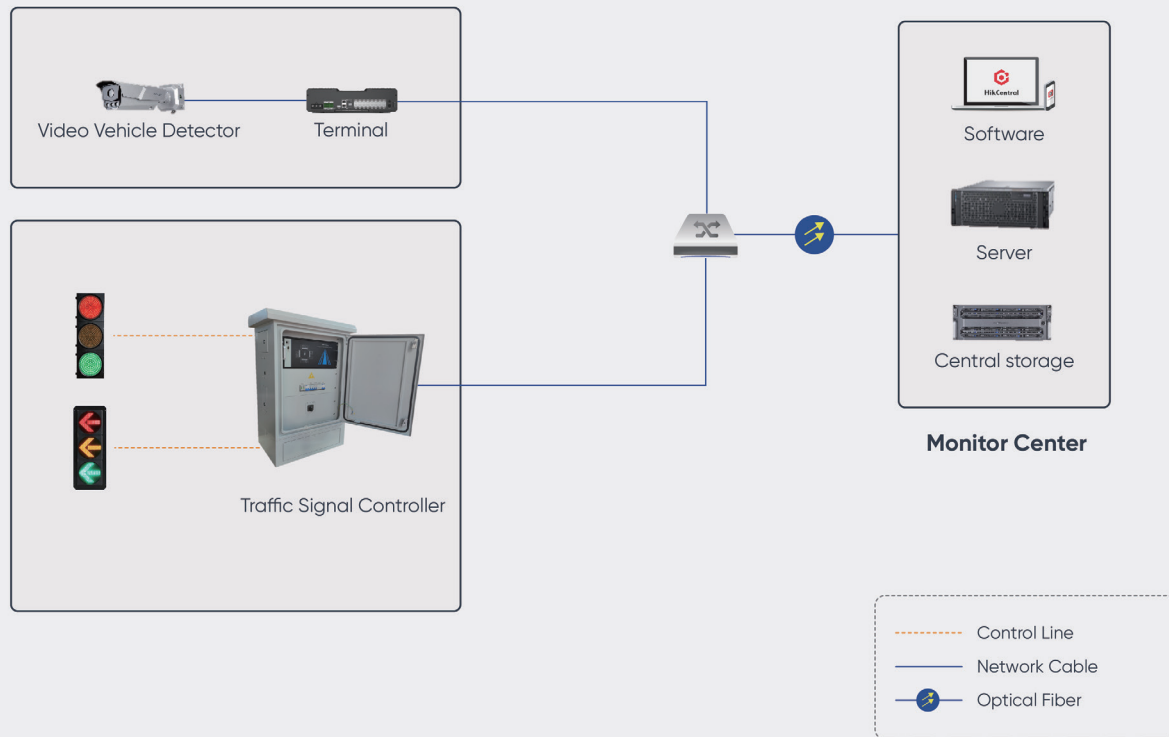 Video Vehicle Detector
Terminal
Traffic Signal Controller
HikCentral
Software
Server
Central storage
Monitor Center
Control Line
Network Cable
Optical Fiber